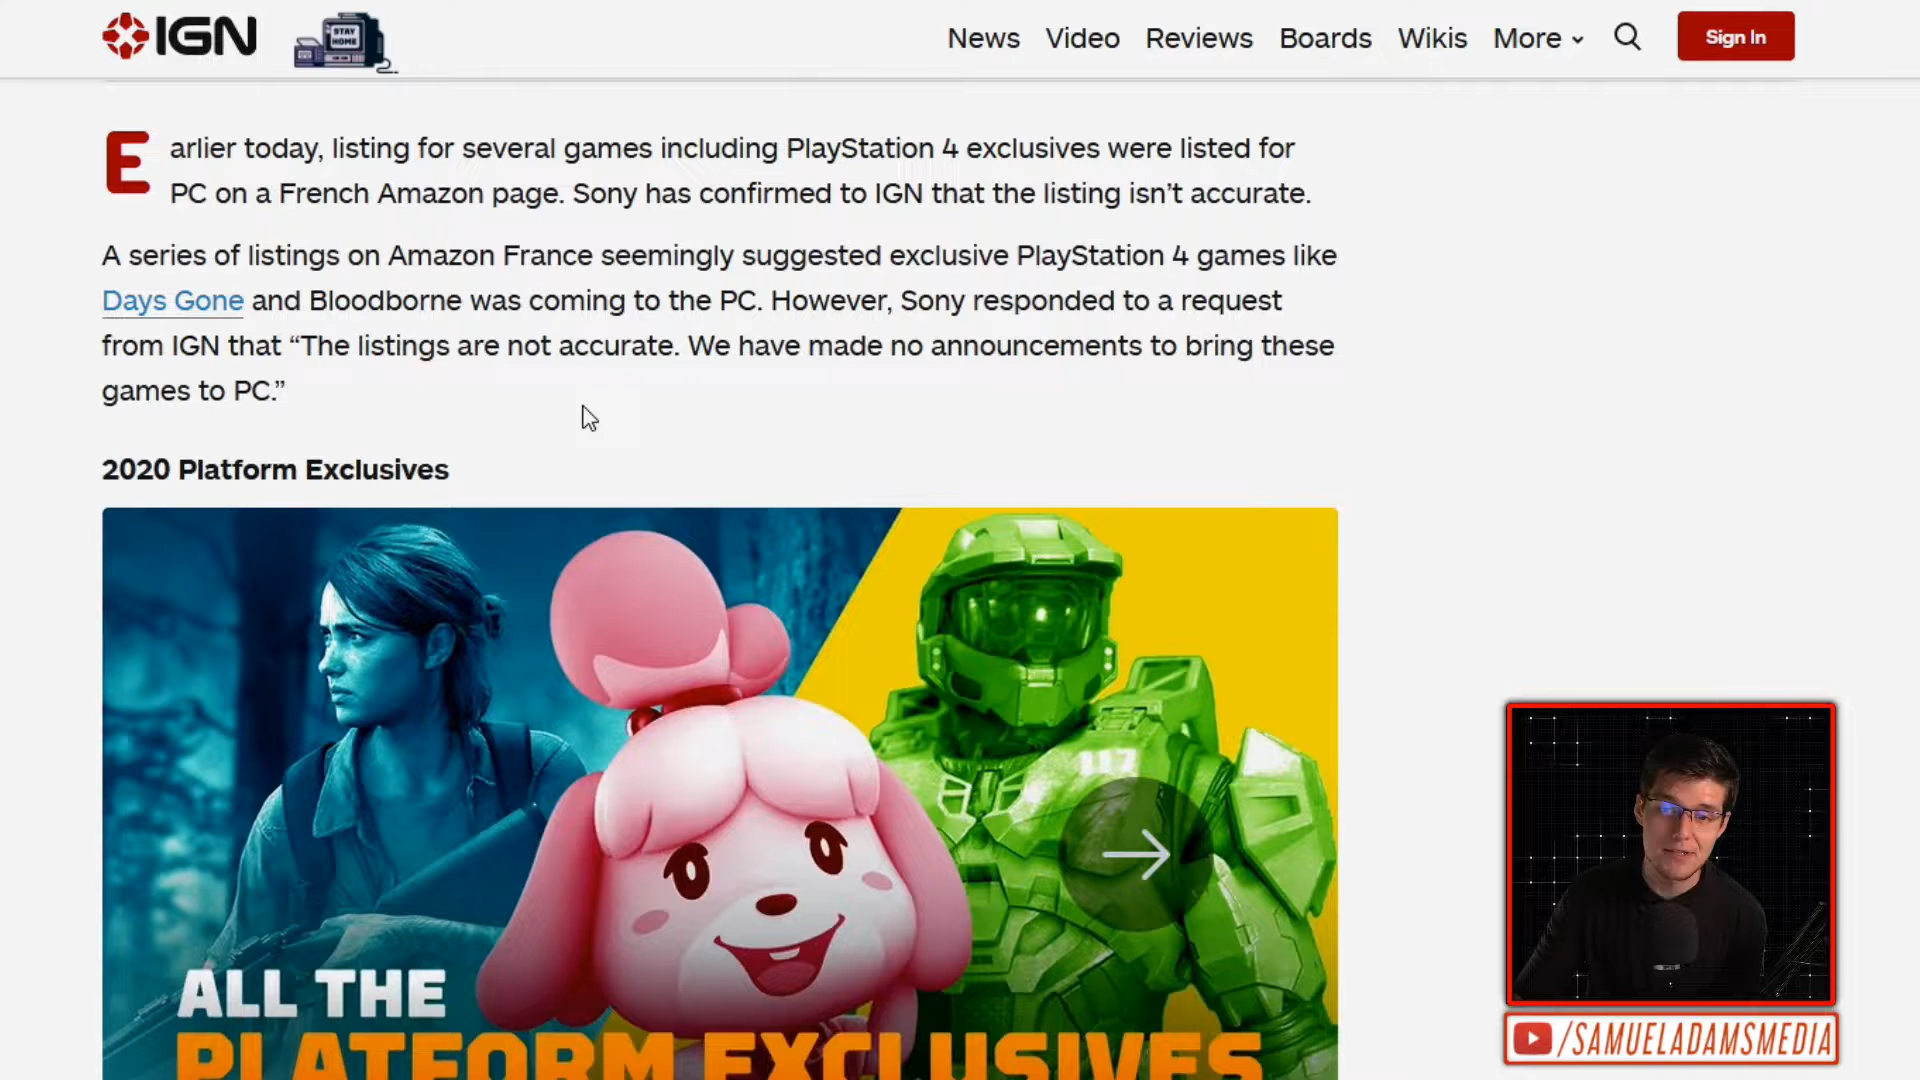 IGN
STAY
HOME
News Video Reviews Boards Wikis More
Sign In
Earlier today, listing for several games including PlayStation 4 exclusives were listed for
PC on a French Amazon page. Sony has confirmed to IGN that the listing isn’t accurate.
A series of listings on Amazon France seemingly suggested exclusive PlayStation 4 games like
Days Gone and Bloodborne was coming to the PC. However, Sony responded to a request
from IGN that “The listings are not accurate. We have made no announcements to bring these
games to PC.”
2020 Platform Exclusives
117
ALL THE
PLATFORM EXCLUSIVES
/SAMUELADAMSMEDIA